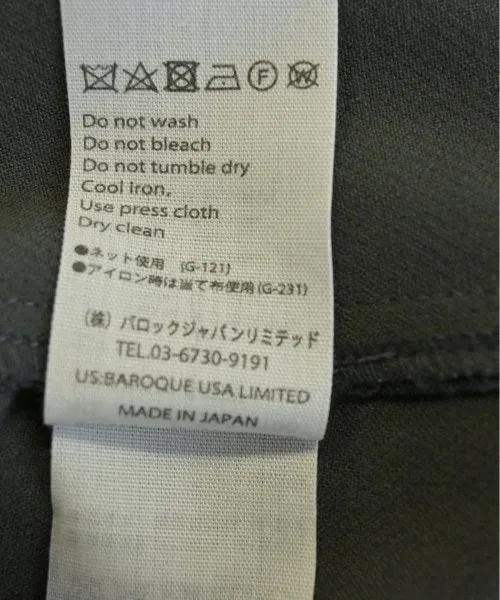 F W
Do not wash
Do not bleach
Do not tumble dry
Cool Iron.
Use press cloth
Dry clean
●ネット使用 (G-121)
●アイロン時は当て布使用(G-231)
(株) バロックジャパンリミテッド
TEL.03-6730-9191
US:BAROQUE USA LIMITED
MADE IN JAPAN